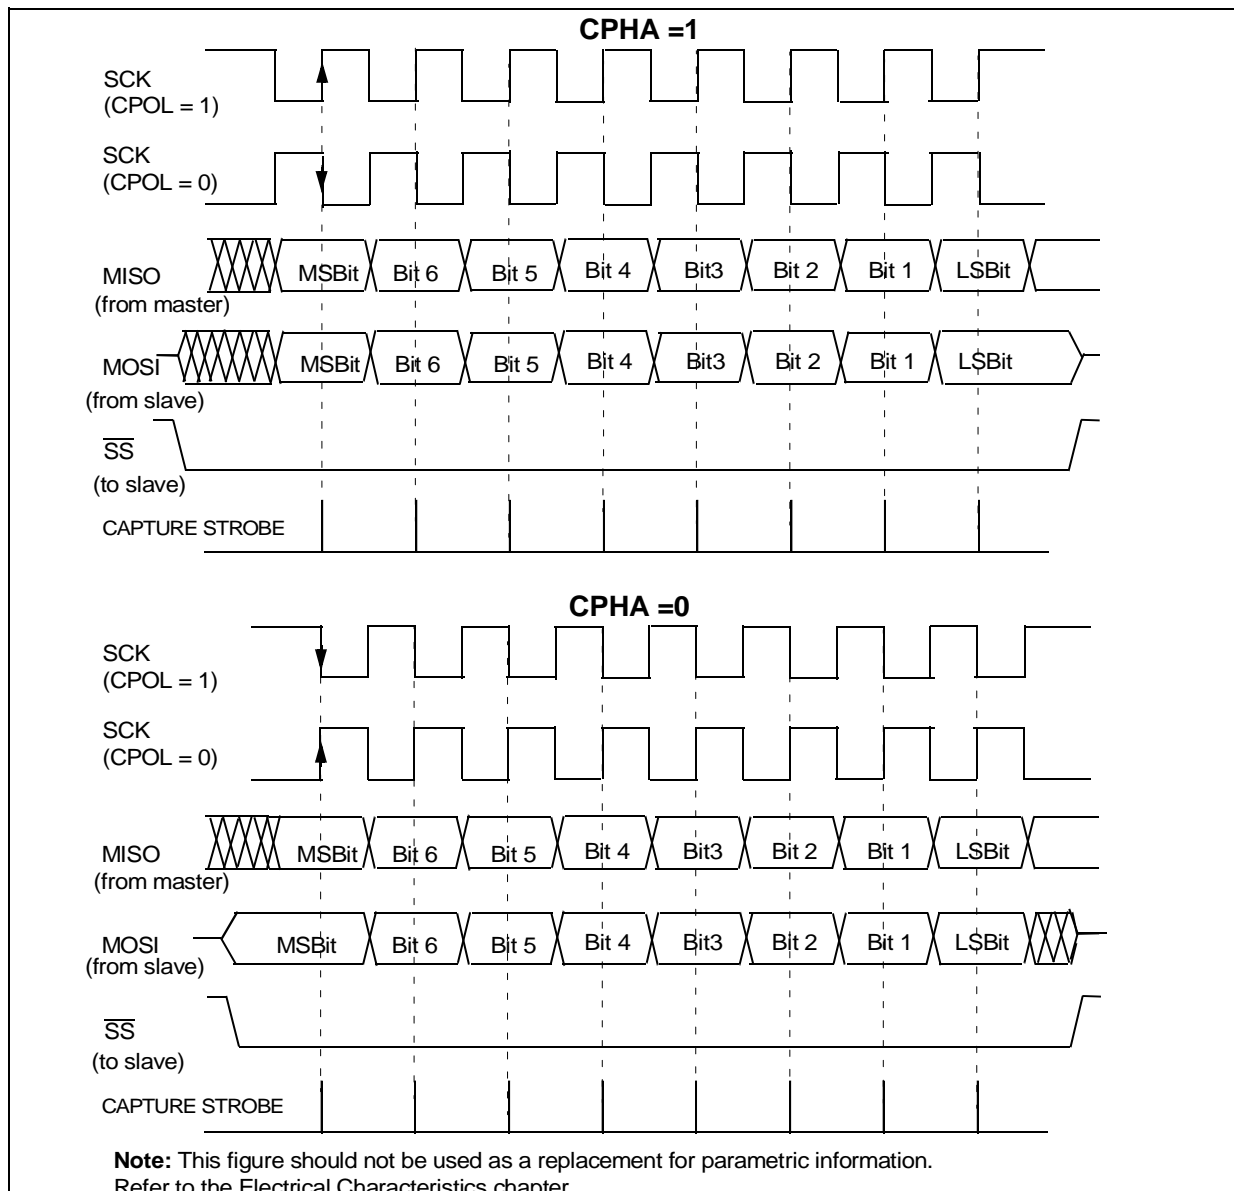 CPHA =1
SCK
(CPOL = 1)
SCK
(CPOL = 0)
MISO
(from master)
MSBit Bit 6 Bit 5 Bit 4 Bit3 Bit 2 Bit 1 LSBit
MOSI
(from slave)
MSBit Bit 6 Bit 5 Bit 4 Bit3 Bit 2 Bit 1 LSBit
SS
(to slave)
CAPTURE STROBE
CPHA =0
SCK
(CPOL = 1)
SCK
(CPOL = 0)
MISO
(from master)
MSBit Bit 6 Bit 5 Bit 4 Bit3 Bit 2 Bit 1 LSBit
MOSI
(from slave)
MSBit Bit 6 Bit 5 Bit 4 Bit3 Bit 2 Bit 1 LSBit
SS
(to slave)
CAPTURE STROBE
Note: This figure should not be used as a replacement for parametric information.
Refer to the Electrical Characteristics chapter